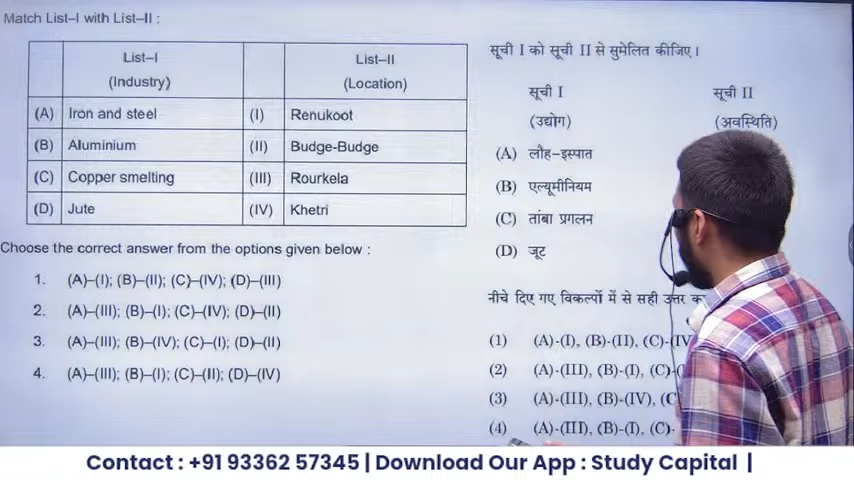 Match List–I with List–II :
List–I
(Industry)
List–II
(Location)
(A) Iron and steel (I) Renukoot
(B) Aluminium (II) Budge-Budge
(C) Copper smelting (III) Rourkela
(D) Jute (IV) Khetri
Choose the correct answer from the options given below :
1. (A)–(I); (B)–(II); (C)–(IV); (D)–(III)
2. (A)–(III); (B)–(I); (C)–(IV); (D)–(II)
3. (A)–(III); (B)–(IV); (C)–(I); (D)–(II)
4. (A)–(III); (B)–(I); (C)–(II); (D)–(IV)
सूची I को सूची II से सुमेलित कीजिए ।
सूची I सूची II
(उद्योग) (अवस्थिति)
(A) लौह-इस्पात
(B) एल्यूमीनियम
(C) तांबा प्रगलन
(D) जूट
नीचे दिए गए विकल्पों में से सही उत्तर
(1) (A)-(I), (B)-(II), (C)-(IV
(2) (A)-(III), (B)-(I), (C)-(
(3) (A)-(III), (B)-(IV), (C
(4) (A)-(III), (B)-(I), (C)-
Contact : +91 93362 57345 | Download Our App : Study Capital |